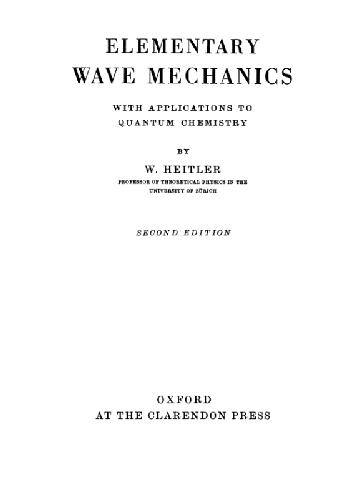 ELEMENTARY
WAVE MECHANICS
WITH APPLICATIONS TO
QUANTUM CHEMISTRY
BY
W. HEITLER
PROFESSOR OF THEORETICAL PHYSICS IN THE
UNIVERSITY OF ZÜRICH
SECOND EDITION
OXFORD
AT THE CLARENDON PRESS